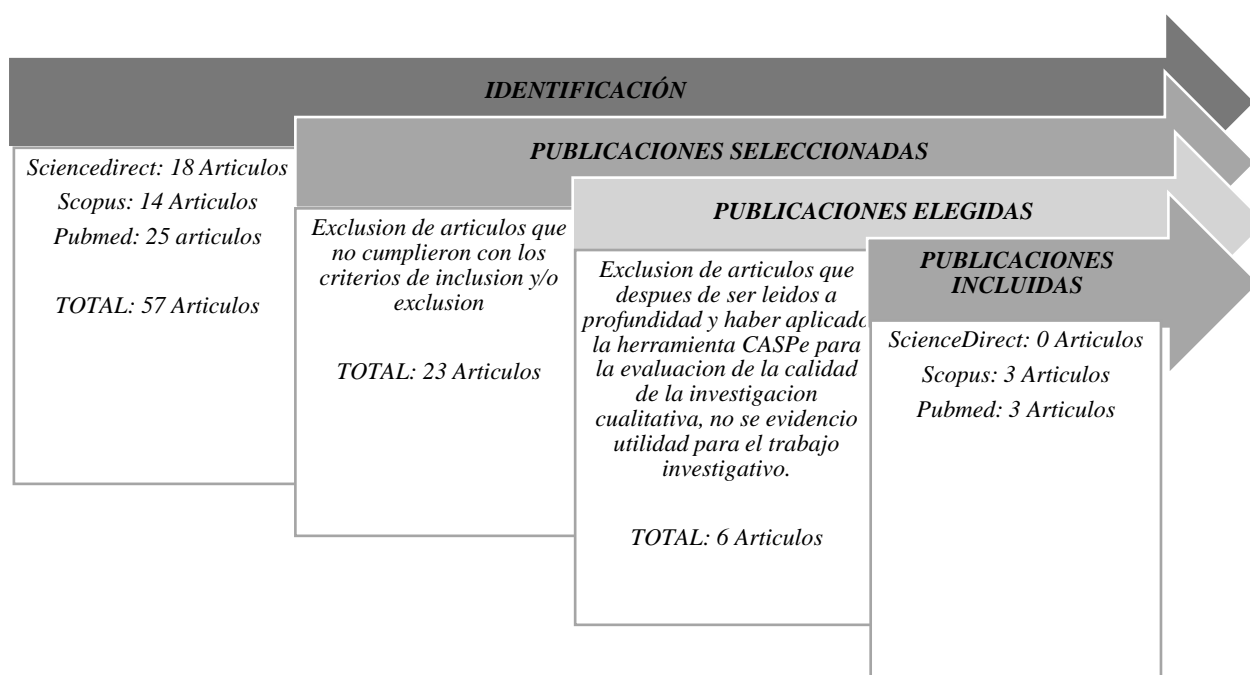 IDENTIFICACIÓN
Sciencedirect: 18 Articulos
Scopus: 14 Articulos
Pubmed: 25 articulos
TOTAL: 57 Articulos
PUBLICACIONES SELECCIONADAS
Exclusion de articulos que
no cumplieron con los
criterios de inclusion y/o
exclusion
TOTAL: 23 Articulos
PUBLICACIONES ELEGIDAS
Exclusion de articulos que
despues de ser leidos a
profundidad y haber aplicado
la herramienta CASPe para
la evaluacion de la calidad
de la investigacion
cualitativa, no se evidencio
utilidad para el trabajo
investigativo.
TOTAL: 6 Articulos
PUBLICACIONES
INCLUIDAS
ScienceDirect: 0 Articulos
Scopus: 3 Articulos
Pubmed: 3 Articulos